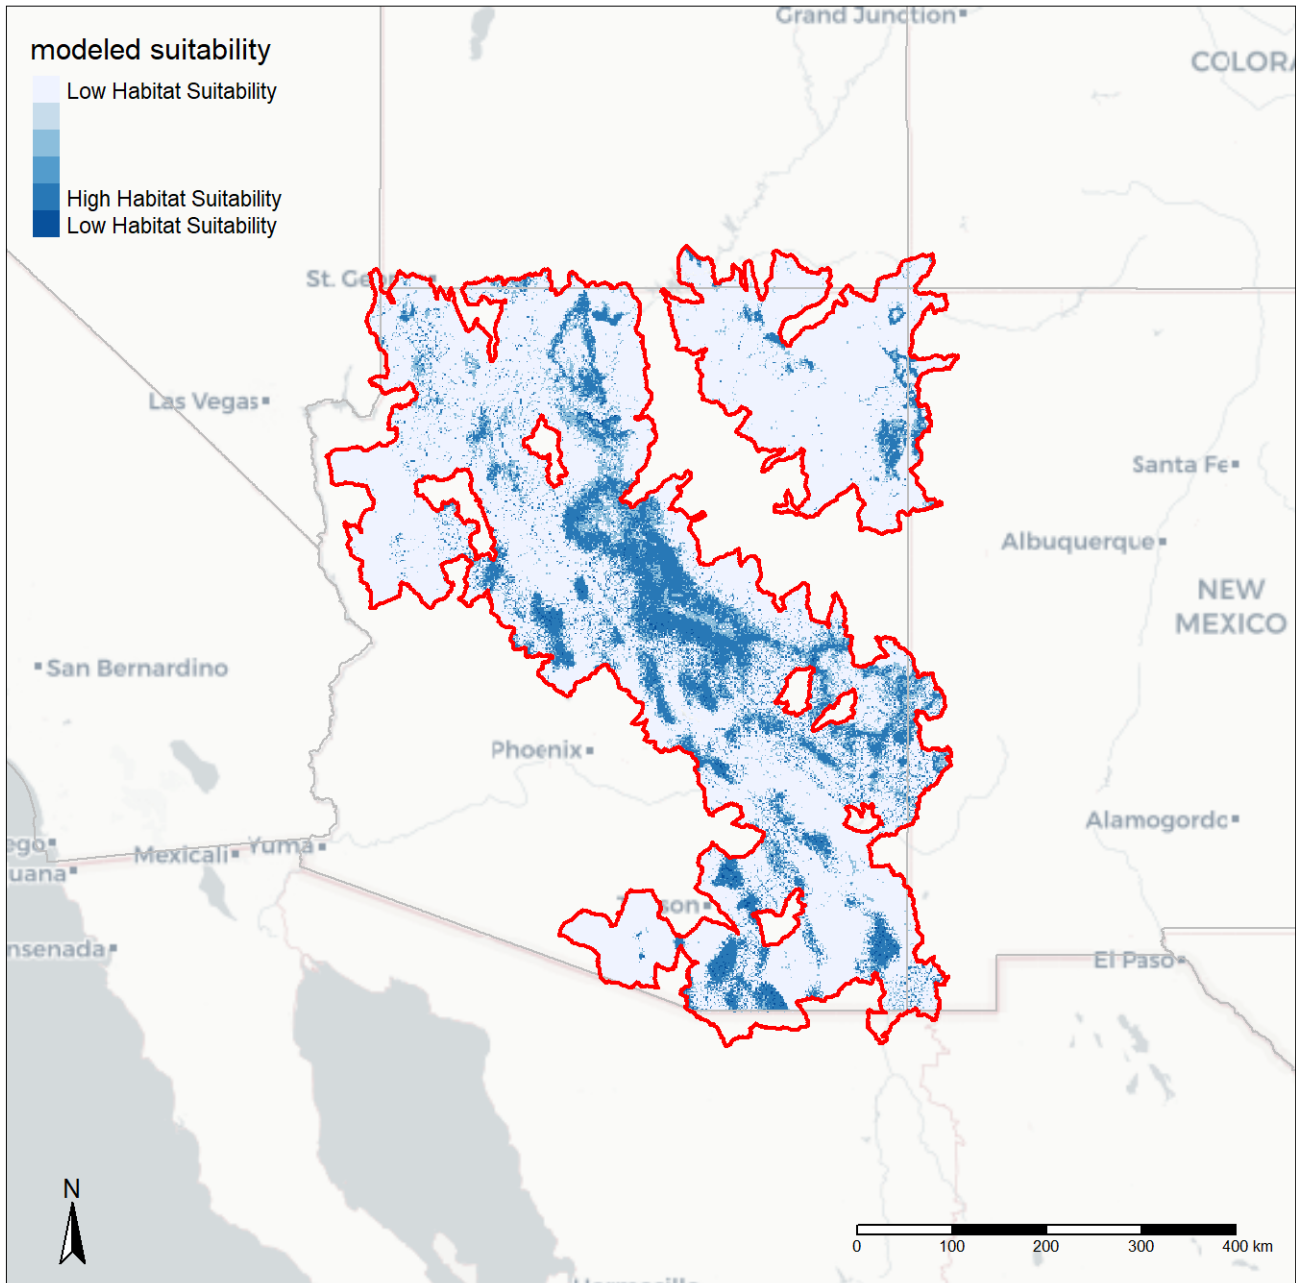 Grand Junction
COLORA
modeled suitability
Low Habitat Suitability
High Habitat Suitability
Low Habitat Suitability
St. Geor
Las Vegas
Santa Fe
Albuquerque
NEW
MEXICO
San Bernardino
Phoenix
Alamogordo
ego
Mexicali
Yuma
uana
son
nsenada
El Paso
N
0
100
200
300
400 km